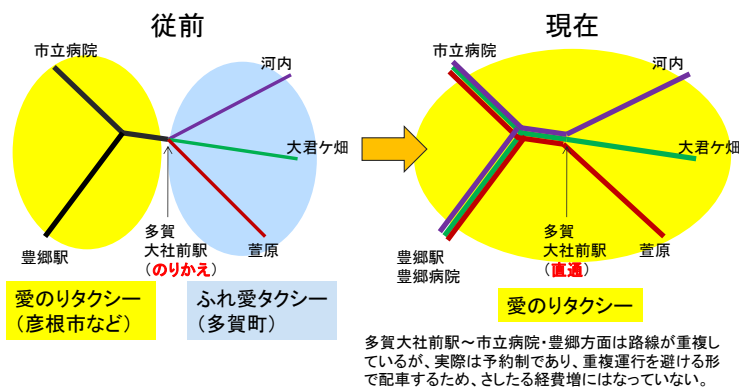 従前
市立病院
河内
大君ケ畑
萱原
豊郷駅
多賀
大社前駅
（のりかえ）
愛のりタクシー
（彦根市など）
ふれ愛タクシー
（多賀町）
現在
市立病院
河内
大君ケ畑
萱原
豊郷駅
豊郷病院
多賀
大社前駅
（直通）
愛のりタクシー
多賀大社前駅～市立病院・豊郷方面は路線が重複し
ているが、実際は予約制であり、重複運行を避ける形
で配車するため、さしたる経費増にはなっていない。